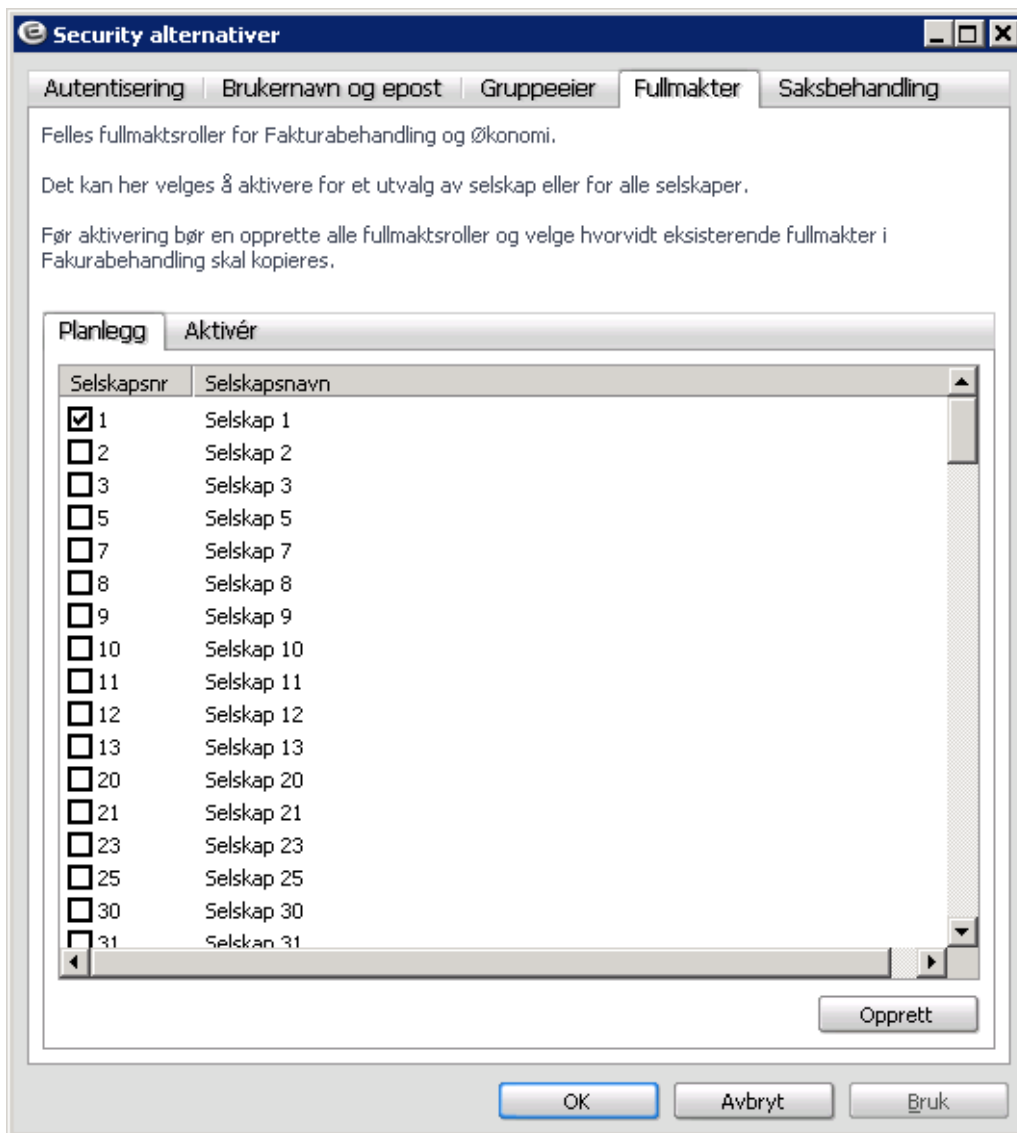 Security alternativer
Autentisering Brukernavn og epost Gruppeeier Fullmakter Saksbehandling
Felles fullmaktsroller for Fakturabehandling og Økonomi.
Det kan her velges å aktivere for et utvalg av selskap eller for alle selskaper.
Før aktivering bør en opprette alle fullmaktsroller og velge hvorvidt eksisterende fullmakter i
Fakurabehandling skal kopieres.
Planlegg Aktivér
Selskapsnr Selskapsnavn
1 Selskap 1
2 Selskap 2
3 Selskap 3
5 Selskap 5
7 Selskap 7
8 Selskap 8
9 Selskap 9
10 Selskap 10
11 Selskap 11
12 Selskap 12
13 Selskap 13
20 Selskap 20
21 Selskap 21
23 Selskap 23
25 Selskap 25
30 Selskap 30
31 Selskap 31
Opprett
OK Avbryt Bruk